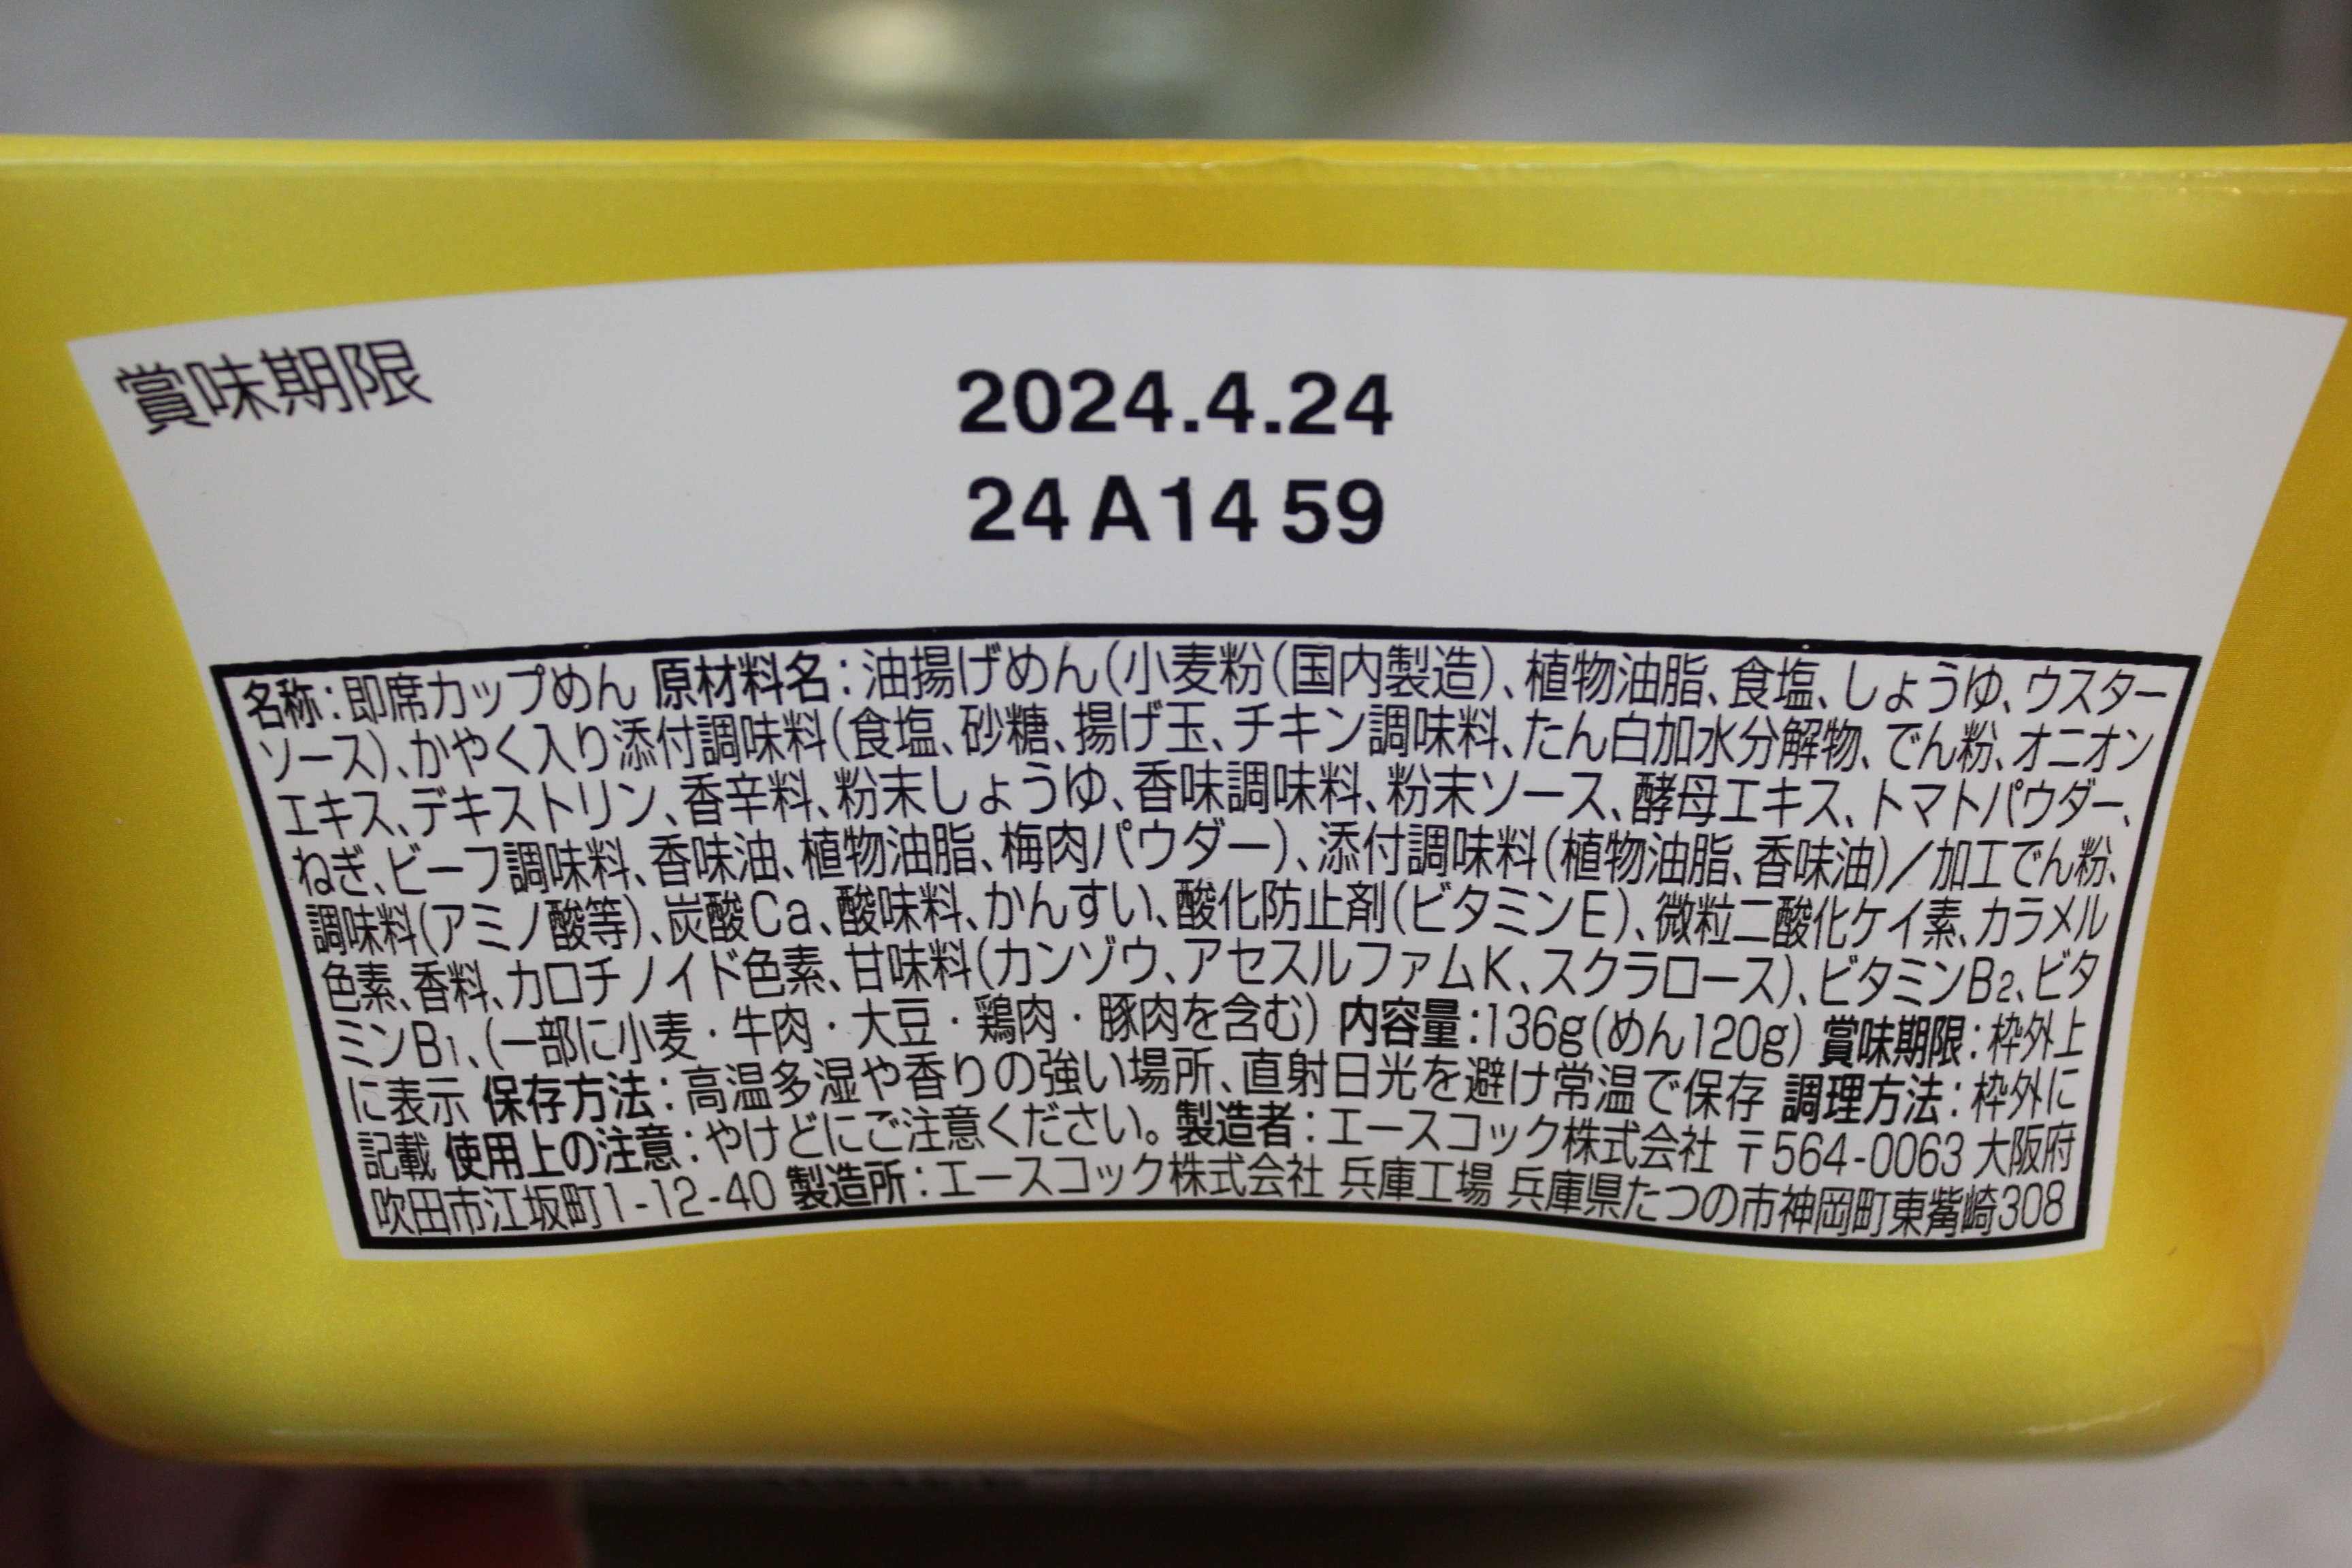 賞味期限
2024.4.24
24 A14 59
名称:即席カップめん 原材料名:油揚げめん(小麦粉(国内製造)、植物油脂、食塩、しょうゆ、ウスター
ソース)、かやく入り添付調味料(食塩、砂糖、揚げ玉、チキン調味料、たん白加水分解物、でん粉、オニオン
エキス、デキストリン、香辛料、粉末しょうゆ、香味調味料、粉末ソース、酵母エキス、トマトパウダー、
ねぎ、ビーフ調味料、香味油、植物油脂、梅肉パウダー)、添付調味料(植物油脂、香味油)/加工でん粉、
調味料(アミノ酸等)、炭酸Ca、酸味料、かんすい、酸化防止剤(ビタミンE)、微粒二酸化ケイ素、カラメル
色素、香料、カロチノイド色素、甘味料(カンゾウ、アセスルファムK、スクラロース)、ビタミンB2、ビタ
ミンB1、(一部に小麦・牛肉・大豆・鶏肉・豚肉を含む) 内容量:136g(めん120g) 賞味期限:枠外上
に表示 保存方法:高温多湿や香りの強い場所、直射日光を避け常温で保存 調理方法:枠外に
記載 使用上の注意:やけどにご注意ください。製造者:エースコック株式会社 〒564-0063 大阪府
吹田市江坂町1-12-40 製造所:エースコック株式会社 兵庫工場 兵庫県たつの市神岡町東觜崎308